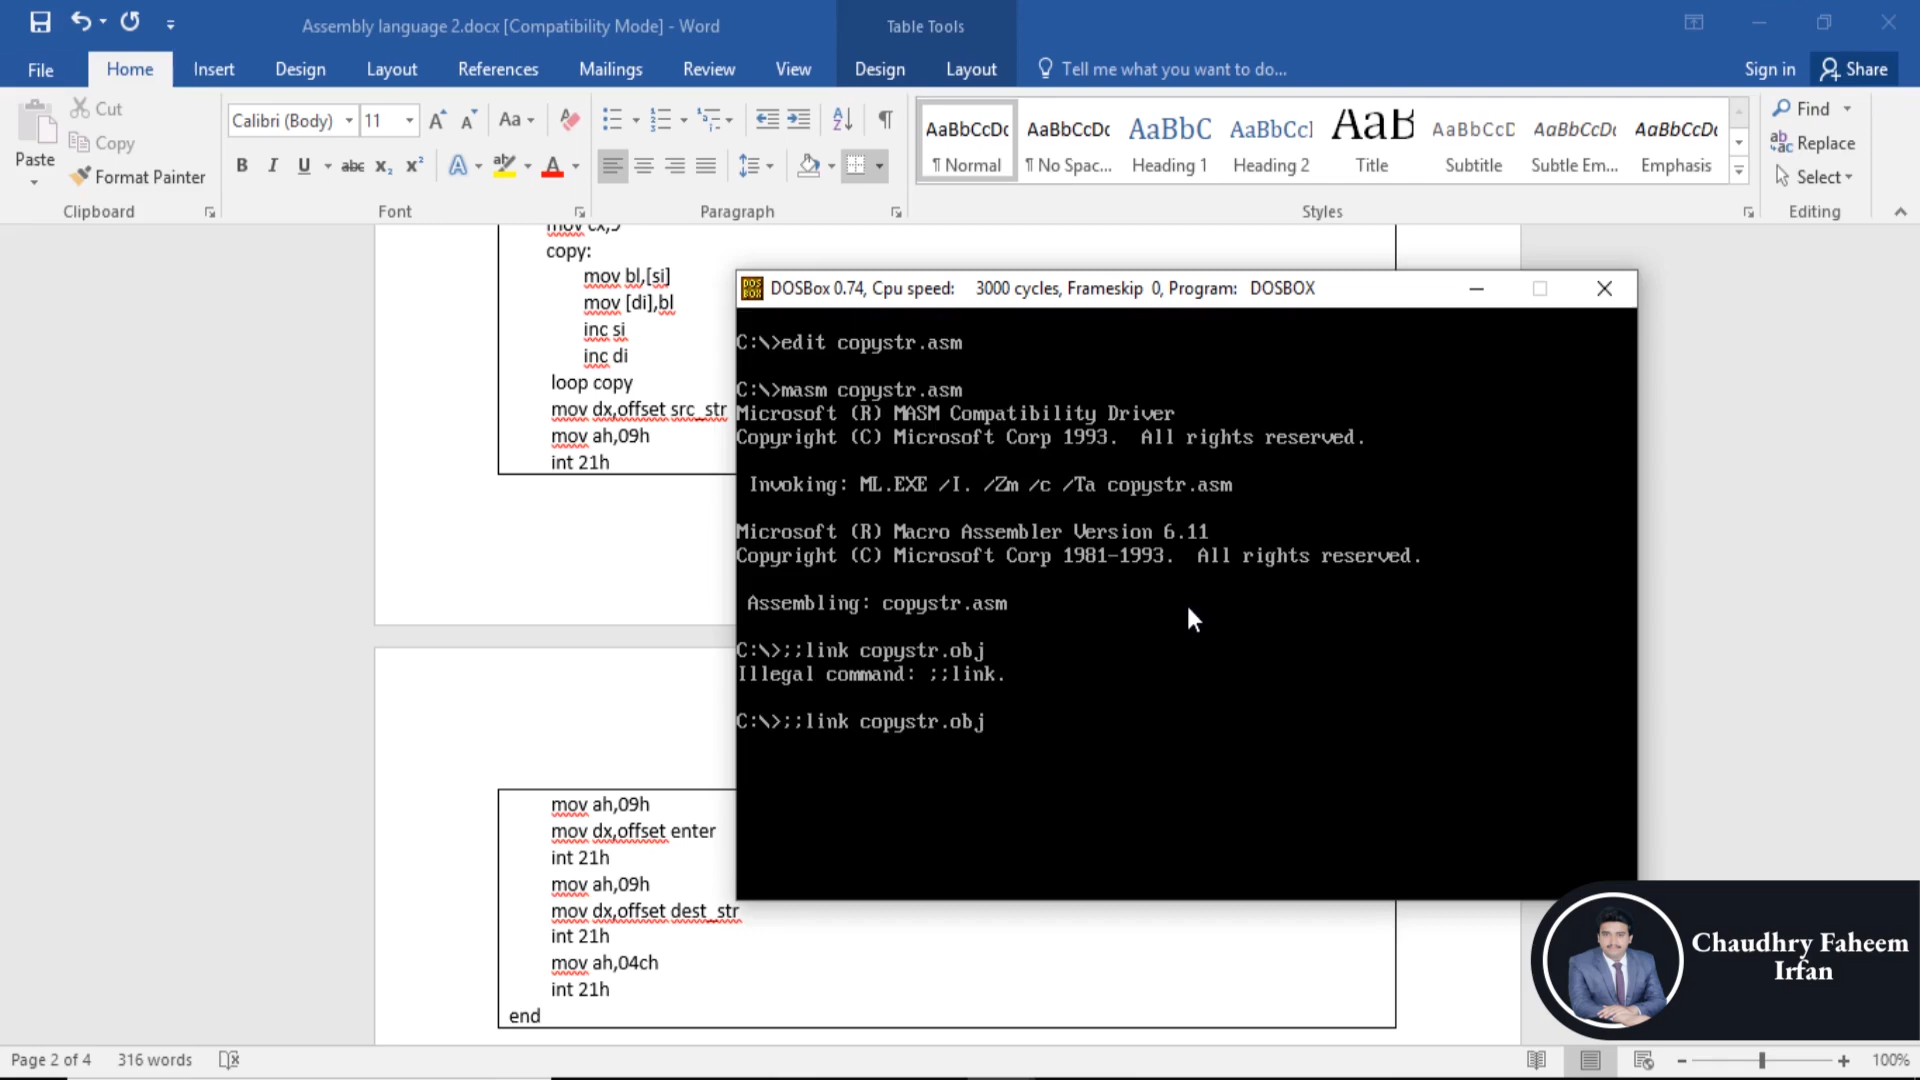 Assembly language 2.docx [Compatibility Mode] - Word
Table Tools
File Home Insert Design Layout References Mailings Review View Design Layout Tell me what you want to do... Sign in Share
Paste
Cut
Copy
Format Painter
Calibri (Body) 11
Clipboard Font Paragraph Styles Editing
AaBbCcDc AaBbCcDc AaBbC AaBbCcI AaB AaBbCcD AaBbCcDt AaBbCcDt
¶ Normal ¶ No Spac... Heading 1 Heading 2 Title Subtitle Subtle Em... Emphasis
Find
Replace
Select
copy:
mov bl,[si]
mov [di],bl
inc si
inc di
loop copy
mov dx,offset src_str
mov ah,09h
int 21h
mov ah,09h
mov dx,offset enter
int 21h
mov ah,09h
mov dx,offset dest_str
int 21h
mov ah,04ch
int 21h
end
DOSBox 0.74, Cpu speed: 3000 cycles, Frameskip 0, Program: DOSBOX
C:\>edit copystr.asm
C:\>masm copystr.asm
Microsoft (R) MASM Compatibility Driver
Copyright (C) Microsoft Corp 1993. All rights reserved.
Invoking: ML.EXE /I. /Zm /c /Ta copystr.asm
Microsoft (R) Macro Assembler Version 6.11
Copyright (C) Microsoft Corp 1981-1993. All rights reserved.
Assembling: copystr.asm
C:\>;;link copystr.obj
Illegal command: ;;link.
C:\>;;link copystr.obj
Chaudhry Faheem
Irfan
Page 2 of 4 316 words 100%